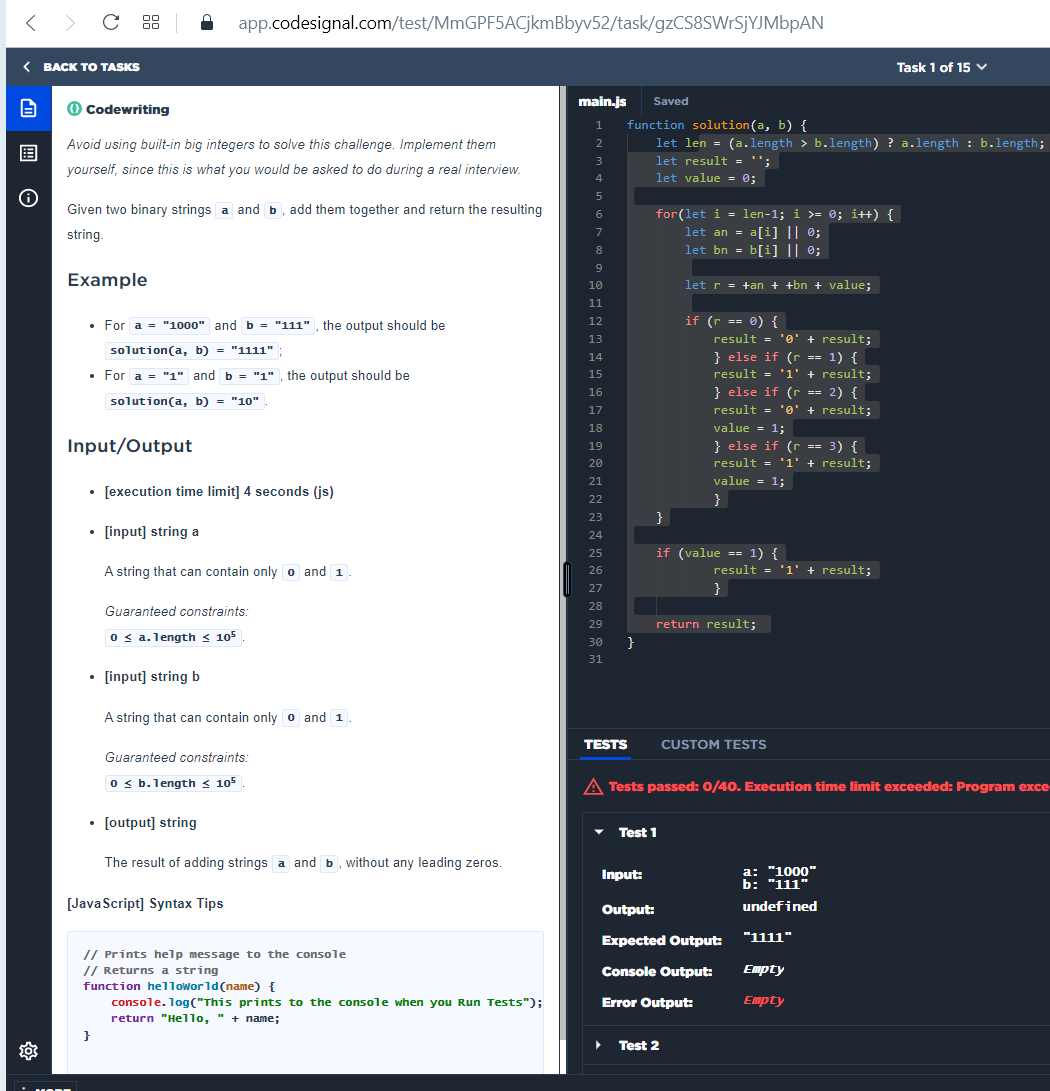 app.codesignal.com/test/MmGPF5ACjkmBbyv52/task/gzCS8SWrSjYJMbpAN
BACK TO TASKS
Task 1 of 15
Codewriting
Avoid using built-in big integers to solve this challenge. Implement them
yourself, since this is what you would be asked to do during a real interview.
Given two binary strings a and b , add them together and return the resulting
string.
Example
• For a = "1000" and b = "111" , the output should be
solution(a, b) = "1111" ;
• For a = "1" and b = "1" , the output should be
solution(a, b) = "10" .
Input/Output
• [execution time limit] 4 seconds (js)
• [input] string a
A string that can contain only 0 and 1 .
Guaranteed constraints:
0 ≤ a.length ≤ 10⁵ .
• [input] string b
A string that can contain only 0 and 1 .
Guaranteed constraints:
0 ≤ b.length ≤ 10⁵ .
• [output] string
The result of adding strings a and b , without any leading zeros.
[JavaScript] Syntax Tips
// Prints help message to the console
// Returns a string
function helloWorld(name) {
    console.log("This prints to the console when you Run Tests");
    return "Hello, " + name;
}
MORE
main.js Saved
1 function solution(a, b) {
2     let len = (a.length > b.length) ? a.length : b.length;
3     let result = '';
4     let value = 0;
5
6     for(let i = len-1; i >= 0; i++) {
7         let an = a[i] || 0;
8         let bn = b[i] || 0;
9
10         let r = +an + +bn + value;
11
12         if (r == 0) {
13             result = '0' + result;
14             } else if (r == 1) {
15             result = '1' + result;
16             } else if (r == 2) {
17             result = '0' + result;
18             value = 1;
19             } else if (r == 3) {
20             result = '1' + result;
21             value = 1;
22             }
23     }
24
25     if (value == 1) {
26             result = '1' + result;
27             }
28
29     return result;
30 }
31
TESTS CUSTOM TESTS
Tests passed: 0/40. Execution time limit exceeded: Program exce
Test 1
Input: a: "1000"
b: "111"
Output: undefined
Expected Output: "1111"
Console Output: Empty
Error Output: Empty
Test 2